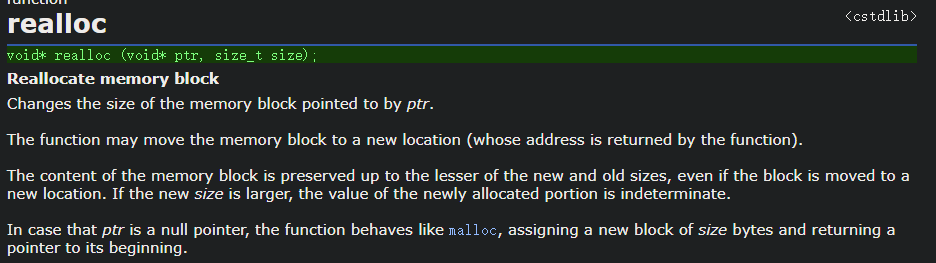 function
realloc
<cstdlib>
void* realloc (void* ptr, size_t size);
Reallocate memory block
Changes the size of the memory block pointed to by ptr.
The function may move the memory block to a new location (whose address is returned by the function).
The content of the memory block is preserved up to the lesser of the new and old sizes, even if the block is moved to a
new location. If the new size is larger, the value of the newly allocated portion is indeterminate.
In case that ptr is a null pointer, the function behaves like malloc, assigning a new block of size bytes and returning a
pointer to its beginning.